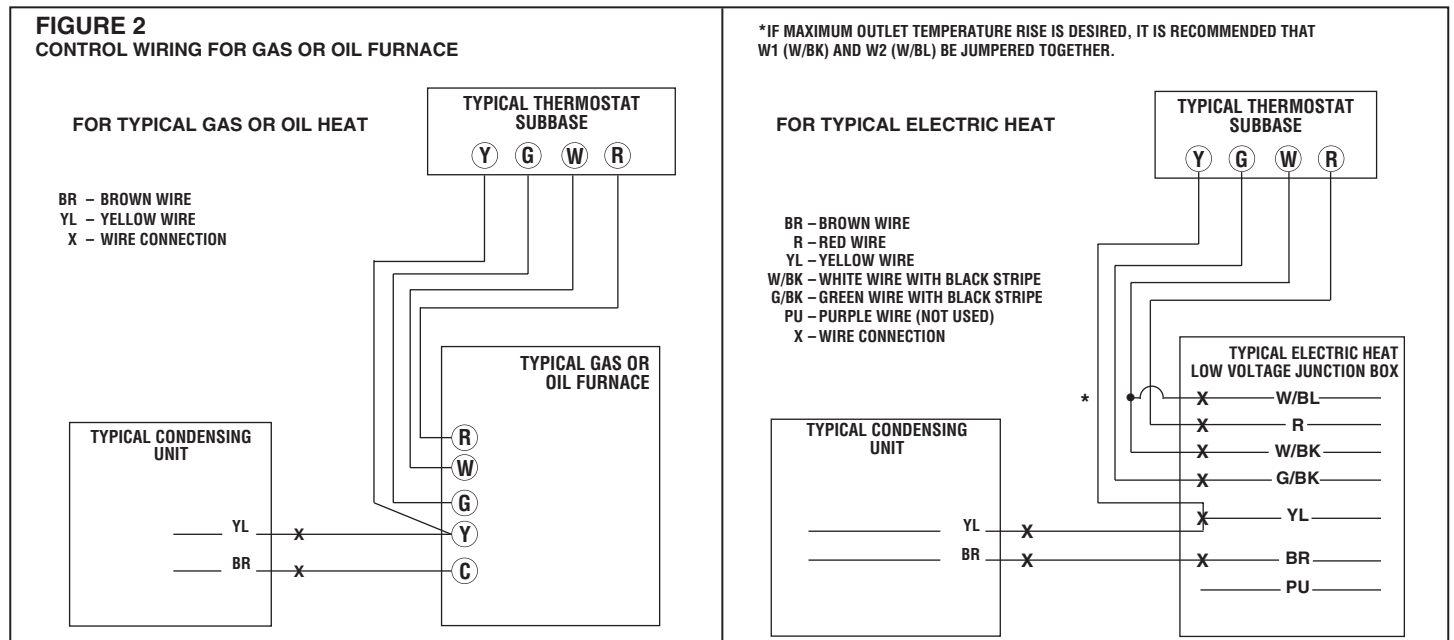 FIGURE 2
CONTROL WIRING FOR GAS OR OIL FURNACE
FOR TYPICAL GAS OR OIL HEAT
TYPICAL THERMOSTAT
SUBBASE
Y G W R
BR – BROWN WIRE
YL – YELLOW WIRE
X – WIRE CONNECTION
TYPICAL GAS OR
OIL FURNACE
R
W
G
Y
C
TYPICAL CONDENSING
UNIT
YL X
BR X
*IF MAXIMUM OUTLET TEMPERATURE RISE IS DESIRED, IT IS RECOMMENDED THAT
W1 (W/BK) AND W2 (W/BL) BE JUMPERED TOGETHER.
FOR TYPICAL ELECTRIC HEAT
TYPICAL THERMOSTAT
SUBBASE
Y G W R
BR – BROWN WIRE
R – RED WIRE
YL – YELLOW WIRE
W/BK – WHITE WIRE WITH BLACK STRIPE
G/BK – GREEN WIRE WITH BLACK STRIPE
PU – PURPLE WIRE (NOT USED)
X – WIRE CONNECTION
TYPICAL ELECTRIC HEAT
LOW VOLTAGE JUNCTION BOX
* X W/BL
X R
X W/BK
X G/BK
X YL
X BR
PU
TYPICAL CONDENSING
UNIT
YL X
BR X